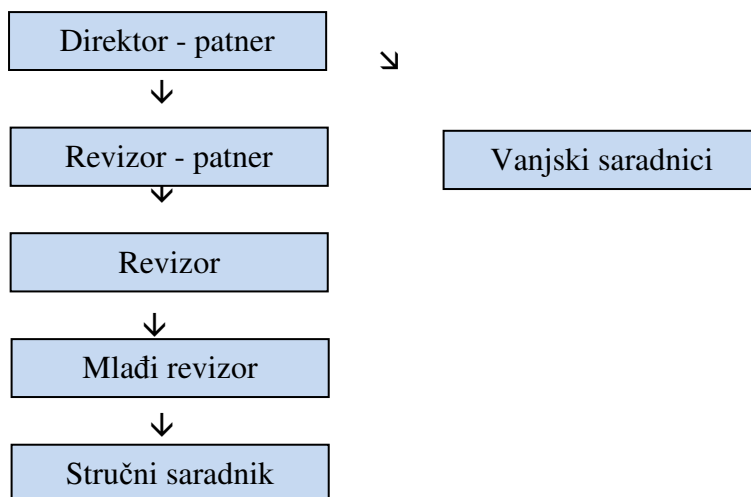 Direktor - patner
Revizor - patner
Vanjski saradnici
Revizor
Mlađi revizor
Stručni saradnik